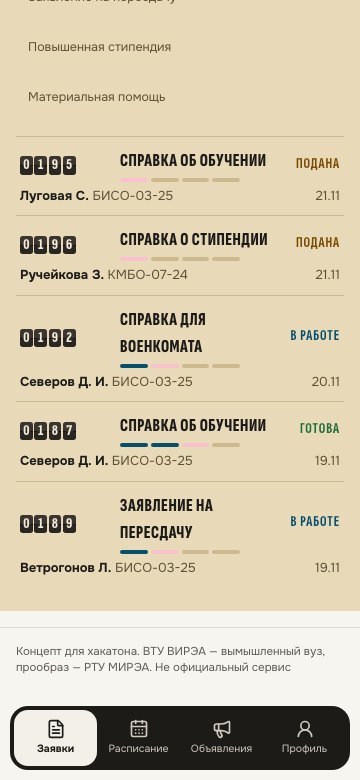 Заявление на пересдачу
Повышенная стипендия
Материальная помощь
0195 СПРАВКА ОБ ОБУЧЕНИИ ПОДАНА
Луговая С. БИСО-03-25 21.11
0196 СПРАВКА О СТИПЕНДИИ ПОДАНА
Ручейкова З. КМБО-07-24 21.11
СПРАВКА ДЛЯ
0192 ВОЕНКОМАТА В РАБОТЕ
Северов Д. И. БИСО-03-25 20.11
0187 СПРАВКА ОБ ОБУЧЕНИИ ГОТОВА
Северов Д. И. БИСО-03-25 19.11
ЗАЯВЛЕНИЕ НА
0189 ПЕРЕСДАЧУ В РАБОТЕ
Ветрогонов Л. БИСО-03-25 19.11
Концепт для хакатона. ВТУ ВИРЭА — вымышленный вуз,
прообраз — РТУ МИРЭА. Не официальный сервис
Заявки Расписание Объявления Профиль